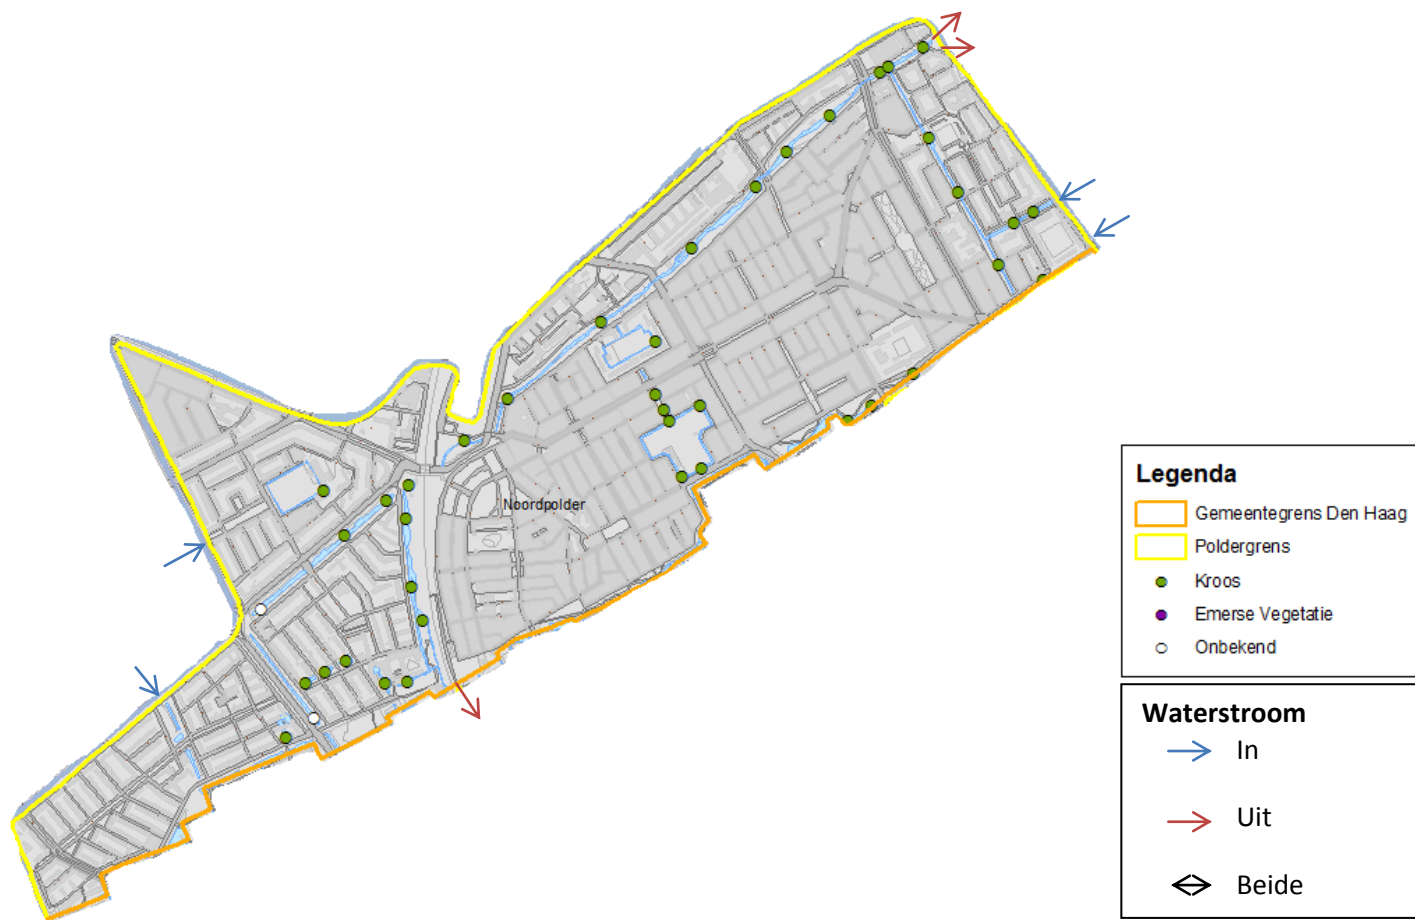 Noordpolder
Legenda
Gemeentegrens Den Haag
Poldergrens
Kroos
Emerse Vegetatie
Onbekend
Waterstroom
In
Uit
Beide